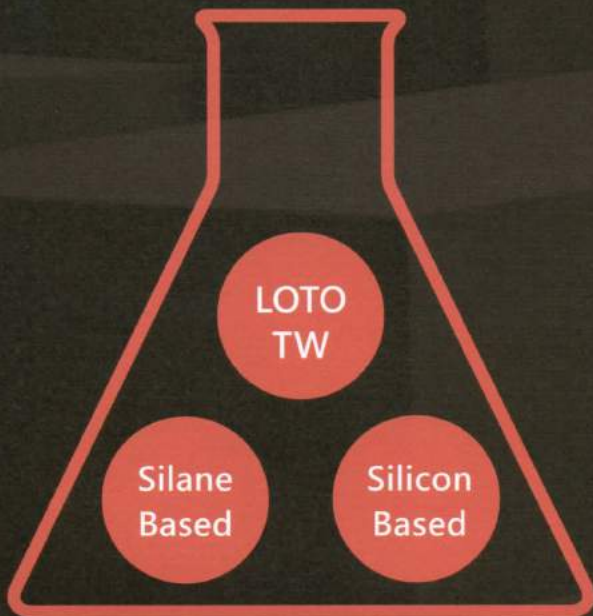 LOTO
TW
Silane
Based
Silicon
Based